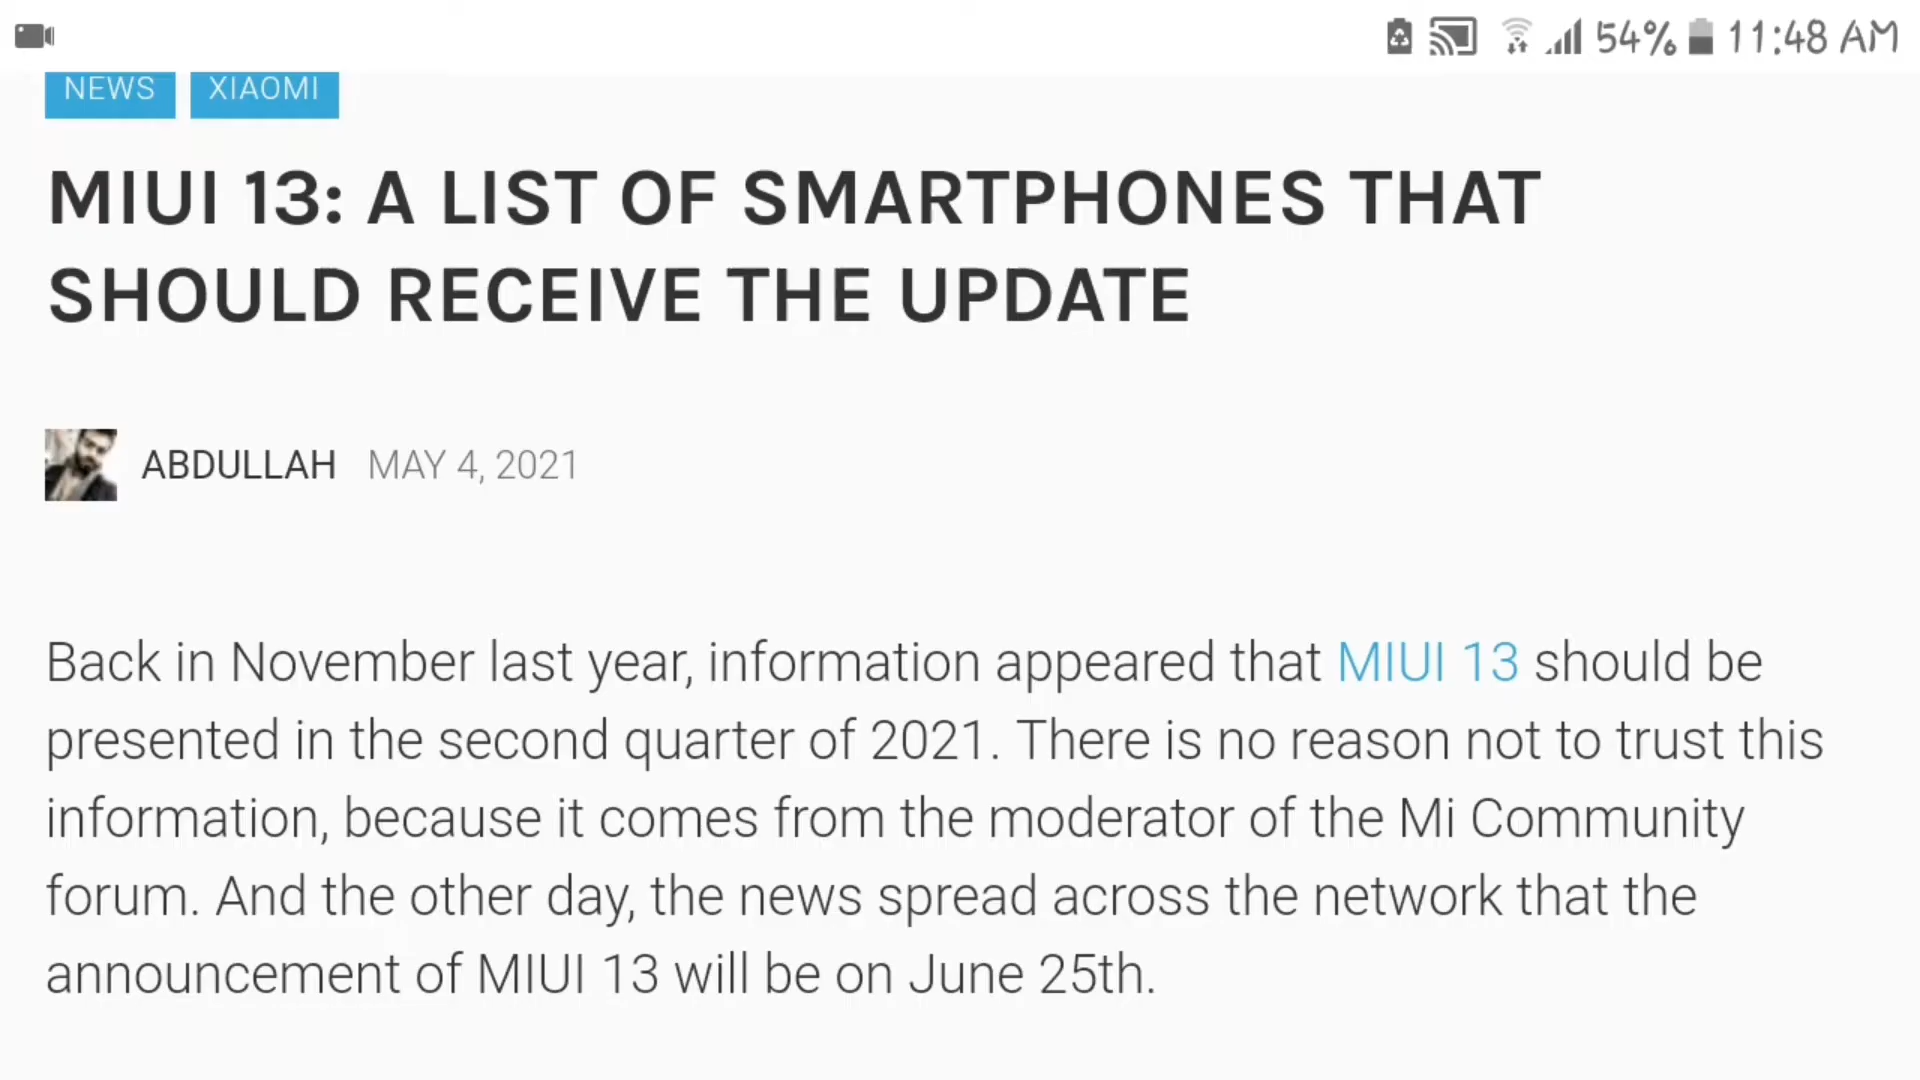 54% 11:48 AM
NEWS XIAOMI
MIUI 13: A LIST OF SMARTPHONES THAT
SHOULD RECEIVE THE UPDATE
ABDULLAH MAY 4, 2021
Back in November last year, information appeared that MIUI 13 should be
presented in the second quarter of 2021. There is no reason not to trust this
information, because it comes from the moderator of the Mi Community
forum. And the other day, the news spread across the network that the
announcement of MIUI 13 will be on June 25th.